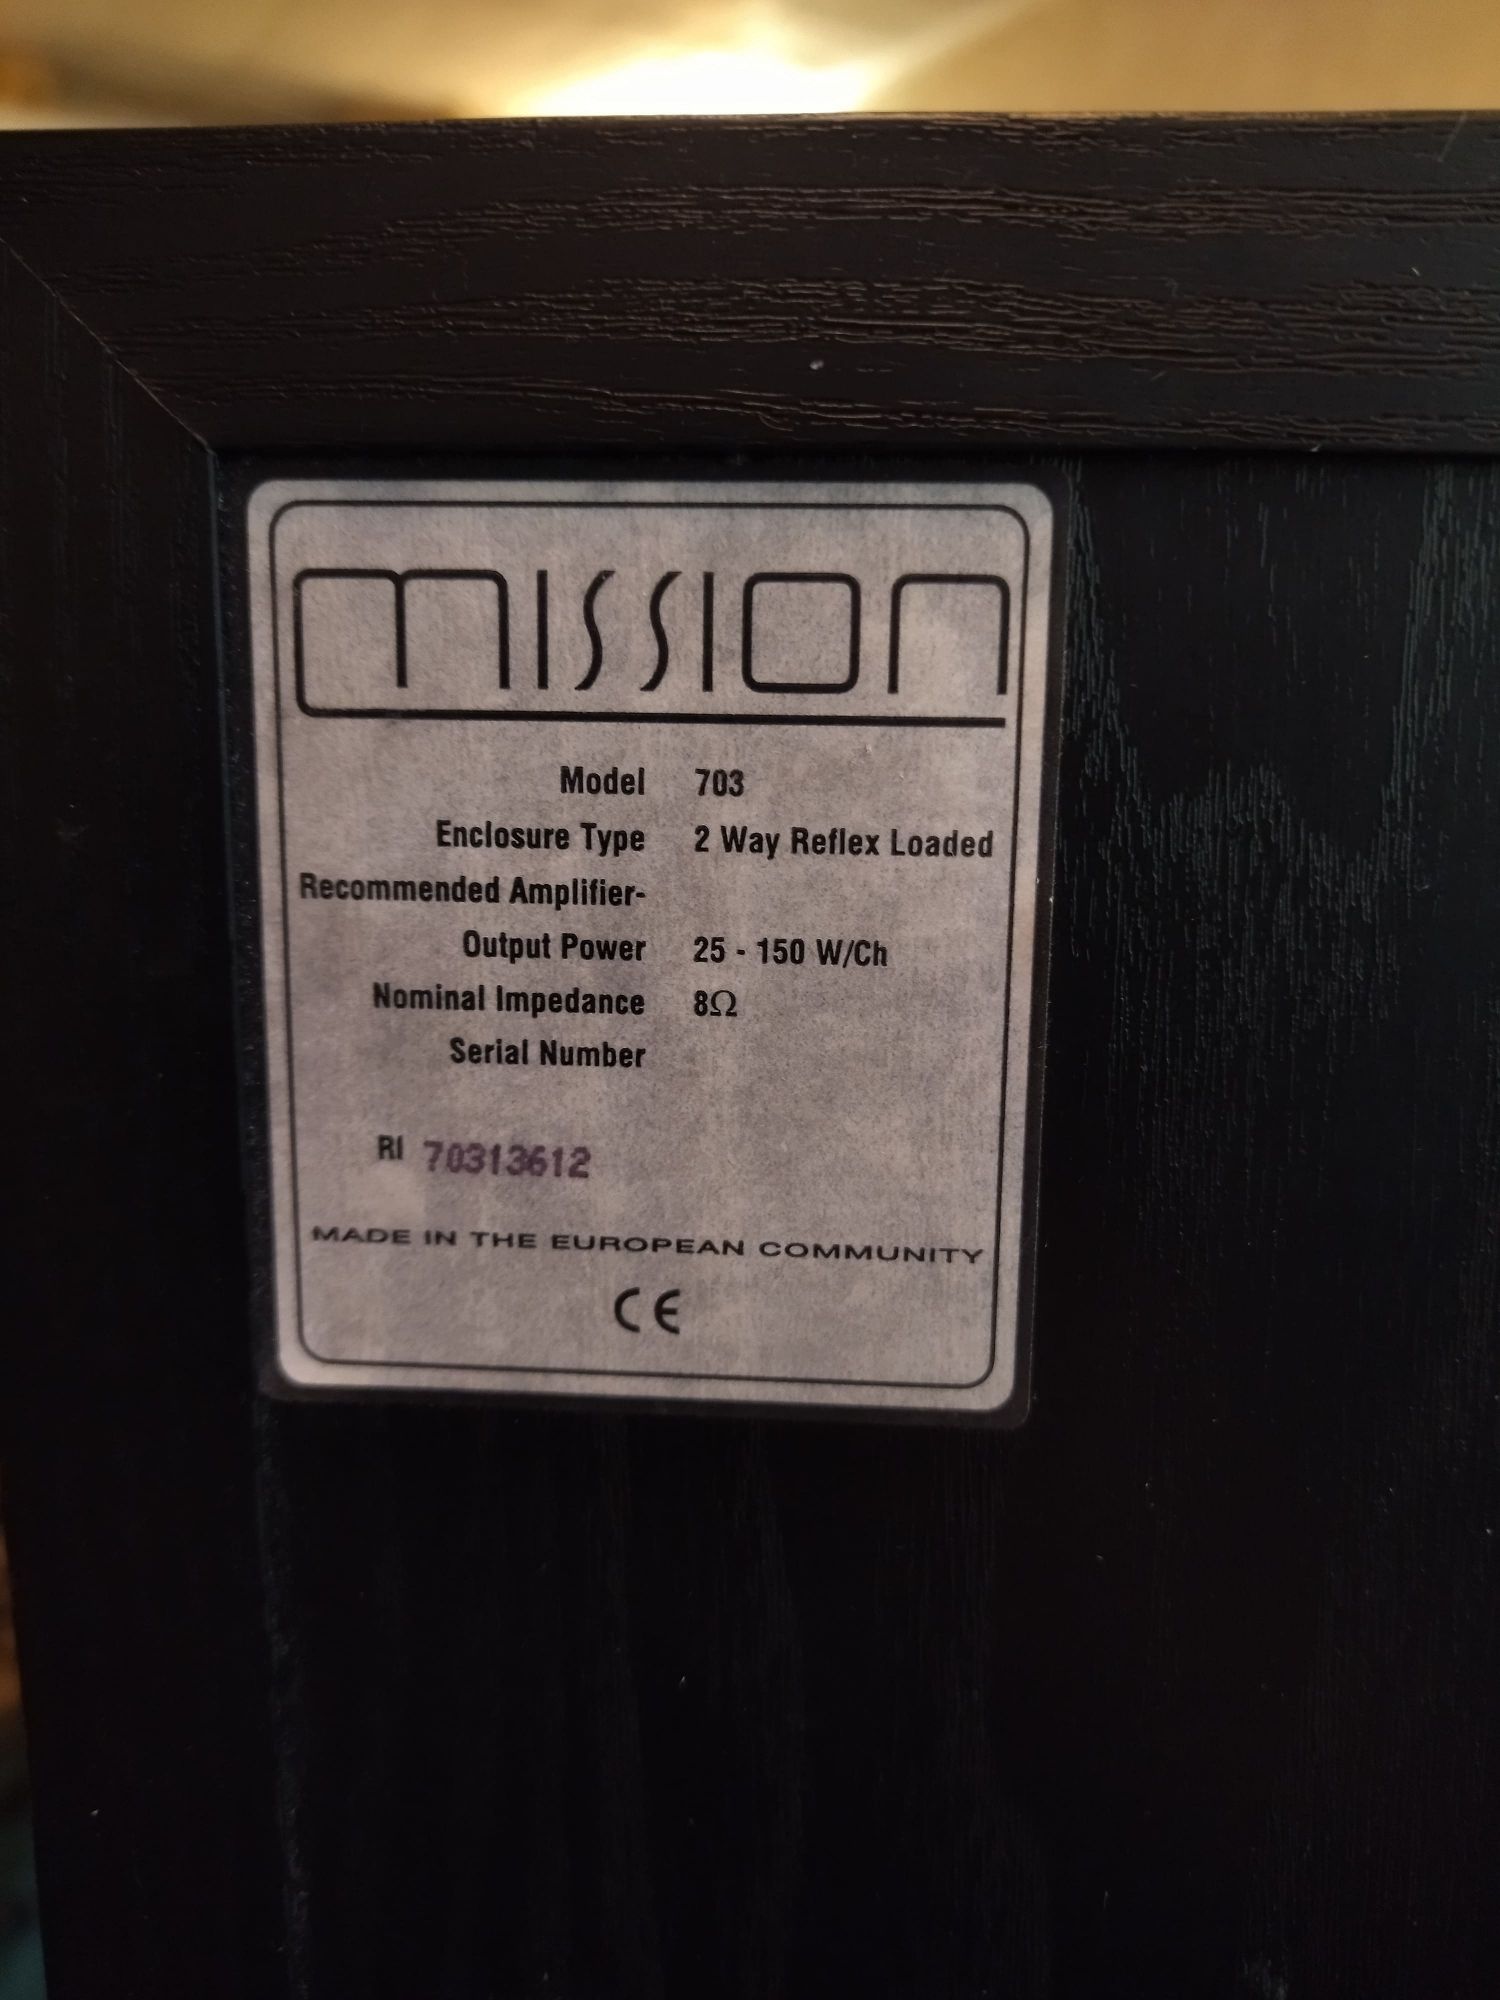 mission
Model 703
Enclosure Type 2 Way Reflex Loaded
Recommended Amplifier-
Output Power 25 - 150 W/Ch
Nominal Impedance 8Ω
Serial Number
RI 70313612
MADE IN THE EUROPEAN COMMUNITY
CE